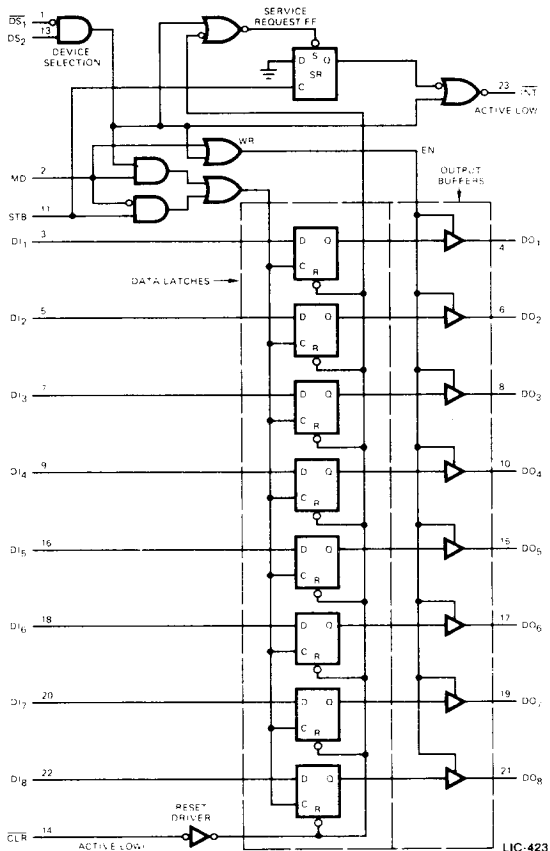 DS1 1
DS2 13
DEVICE
SELECTION
SERVICE
REQUEST FF
S
D Q
SR
C
23 INT
ACTIVE LOW
MD 2
WR
EN
STB 11
OUTPUT
BUFFERS
DATA LATCHES
DI1 3
D Q
C
R
4 DO1
DI2 5
D Q
C
R
6 DO2
DI3 7
D Q
C
R
8 DO3
DI4 9
D Q
C
R
10 DO4
DI5 16
D Q
C
R
15 DO5
DI6 18
D Q
C
R
17 DO6
DI7 20
D Q
C
R
19 DO7
DI8 22
D Q
C
R
21 DO8
RESET
DRIVER
CLR 14
ACTIVE LOW)
LIC-423